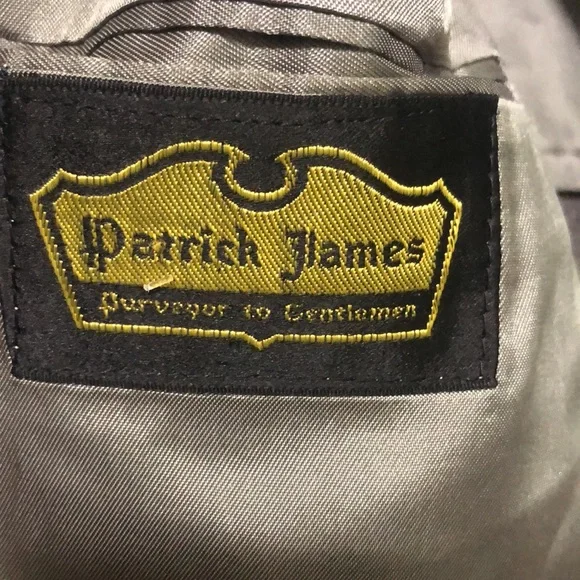 Patrick James
Purveyor to Gentlemen